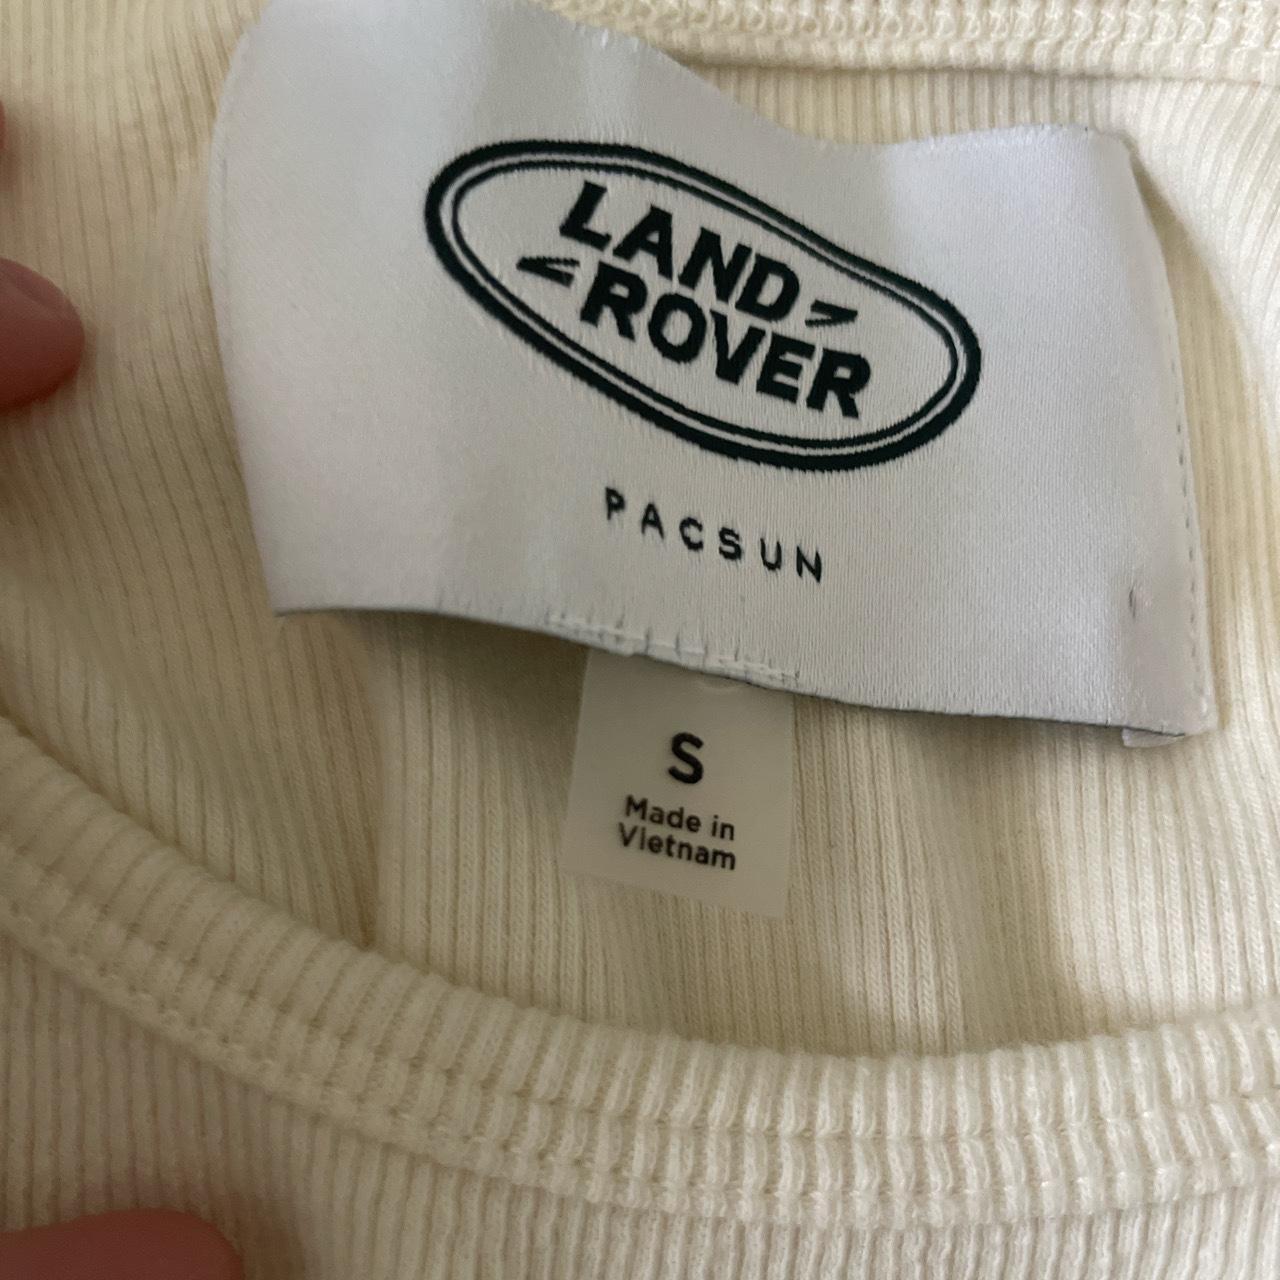 LAND
ROVER
PACSUN
S
Made in
Vietnam